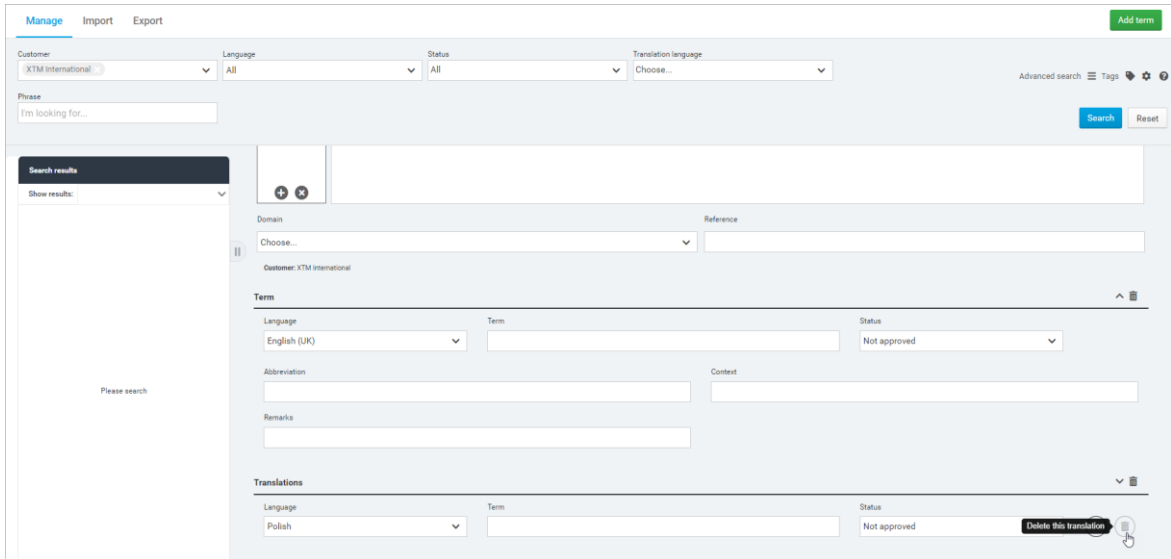 Manage Import Export Add term
Customer Language Status Translation language
XTM International All All Choose...
Advanced search Tags
Phrase
I'm looking for...
Search Reset
Search results
Show results:
Domain Reference
Choose...
Customer: XTM International
Term
Language Term Status
English (UK) Not approved
Abbreviation Context
Please search
Remarks
Translations
Language Term Status
Polish Not approved Delete this translation